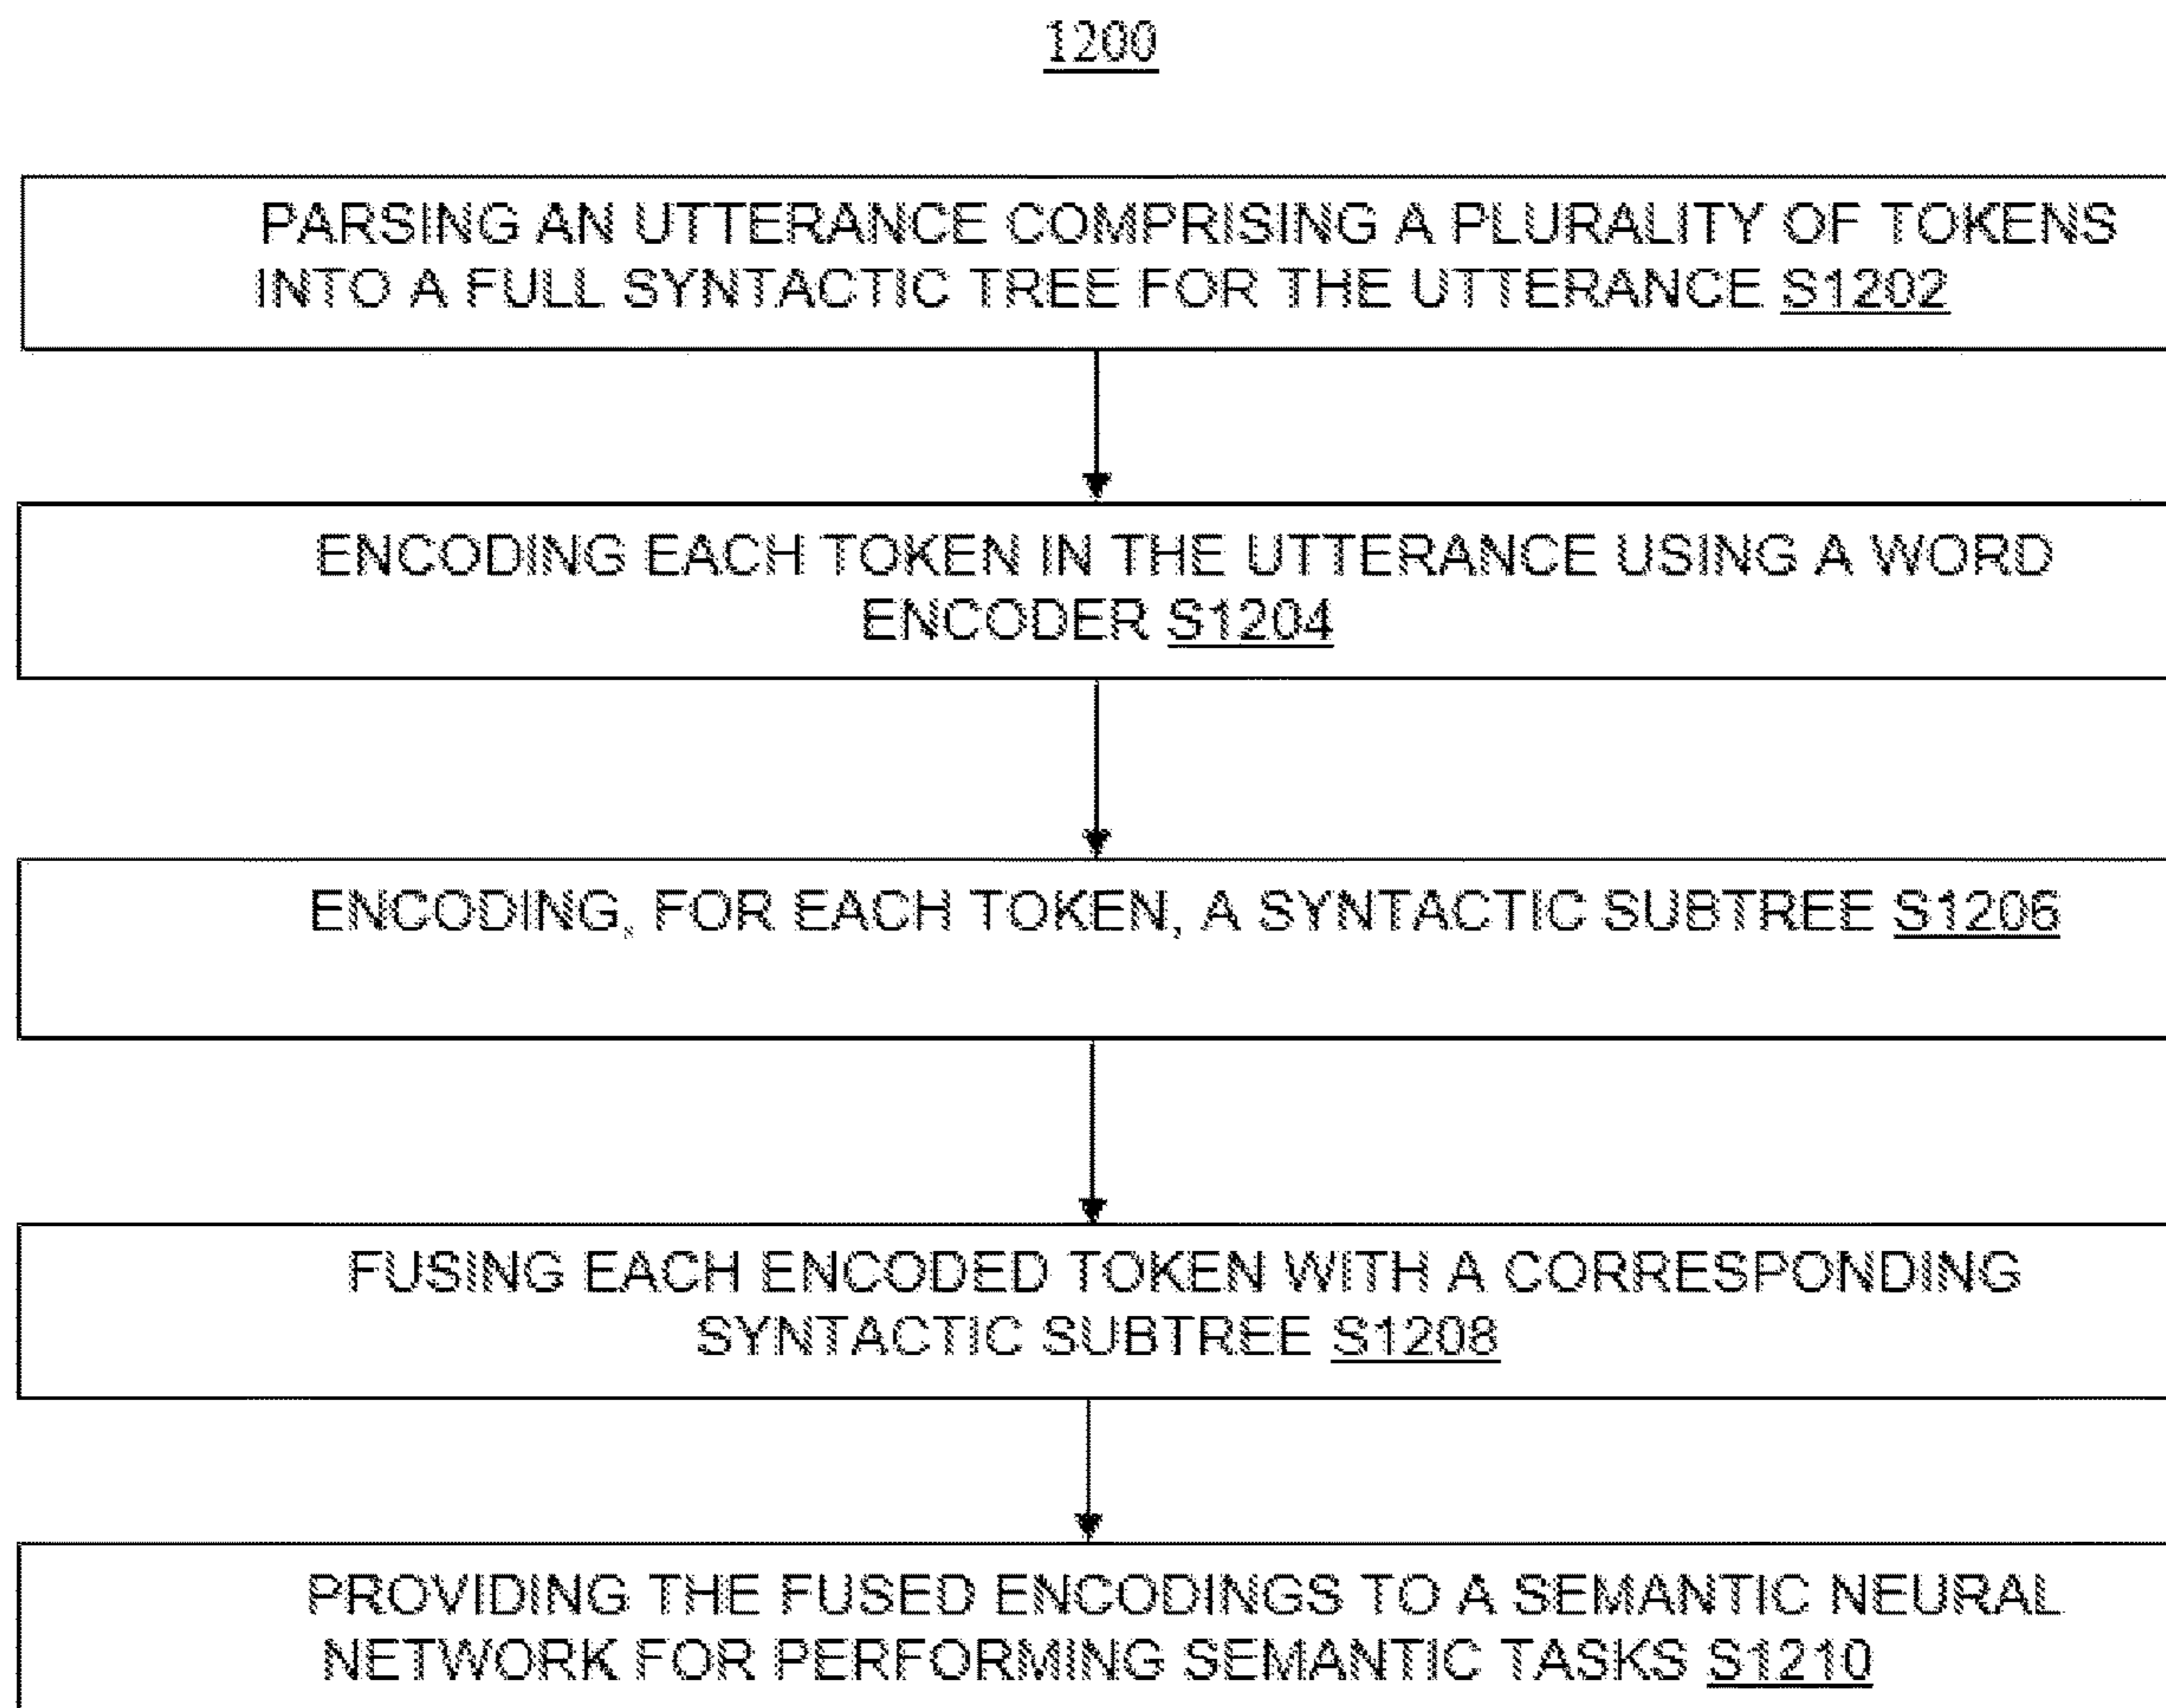 1200
PARSING AN UTTERANCE COMPRISING A PLURALITY OF TOKENS
INTO A FULL SYNTACTIC TREE FOR THE UTTERANCE S1202
ENCODING EACH TOKEN IN THE UTTERANCE USING A WORD
ENCODER S1204
ENCODING, FOR EACH TOKEN, A SYNTACTIC SUBTREE S1206
FUSING EACH ENCODED TOKEN WITH A CORRESPONDING
SYNTACTIC SUBTREE S1208
PROVIDING THE FUSED ENCODINGS TO A SEMANTIC NEURAL
NETWORK FOR PERFORMING SEMANTIC TASKS S1210